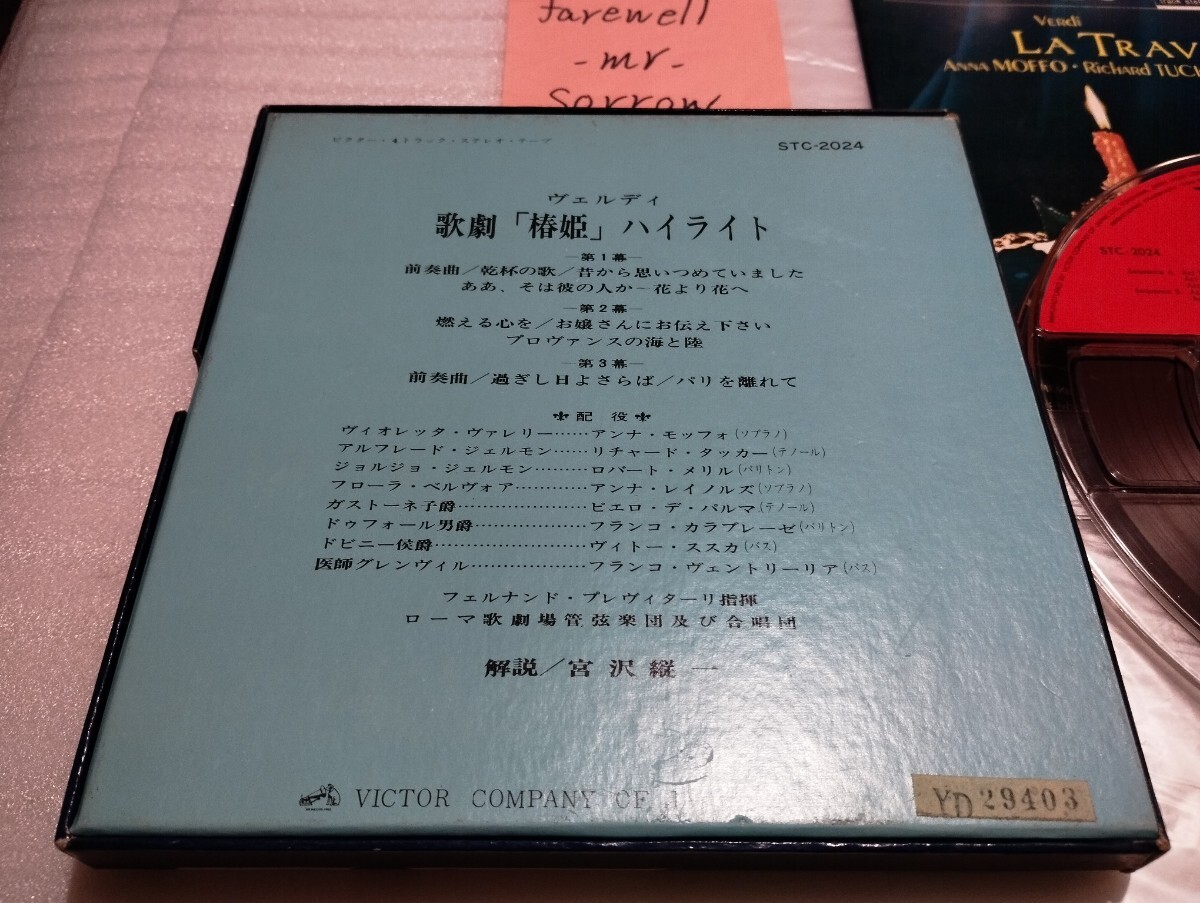 farewell
-mr-
sorrow
Verdi
LA TRAV
ANNA MOFFO・RICHARD TUCK
ビクター・4トラック・ステレオ・テープ
STC-2024
ヴェルディ
歌劇「椿姫」ハイライト
―第1幕―
前奏曲/乾杯の歌/昔から思いつめていました
ああ、そは彼の人か―花より花へ
―第2幕―
燃える心を/お嬢さんにお伝え下さい
プロヴァンスの海と陸
―第3幕―
前奏曲/過ぎし日よさらば/パリを離れて
配役
ヴィオレッタ・ヴァレリー……アンナ・モッフォ(ソプラノ)
アルフレード・ジェルモン……リチャード・タッカー(テノール)
ジョルジョ・ジェルモン………ロバート・メリル(バリトン)
フローラ・ベルヴォア…………アンナ・レイノルズ(ソプラノ)
ガストーネ子爵…………………ピエロ・デ・パルマ(テノール)
ドゥフォール男爵………………フランコ・カラブレーゼ(バリトン)
ドビニー侯爵……………………ヴィトー・ススカ(バス)
医師グレンヴィル………………フランコ・ヴェントリーリア(バス)
フェルナンド・プレヴィターリ指揮
ローマ歌劇場管弦楽団及び合唱団
解説/宮沢縦一
VICTOR COMPANY OF J
YD29403
STC-2024